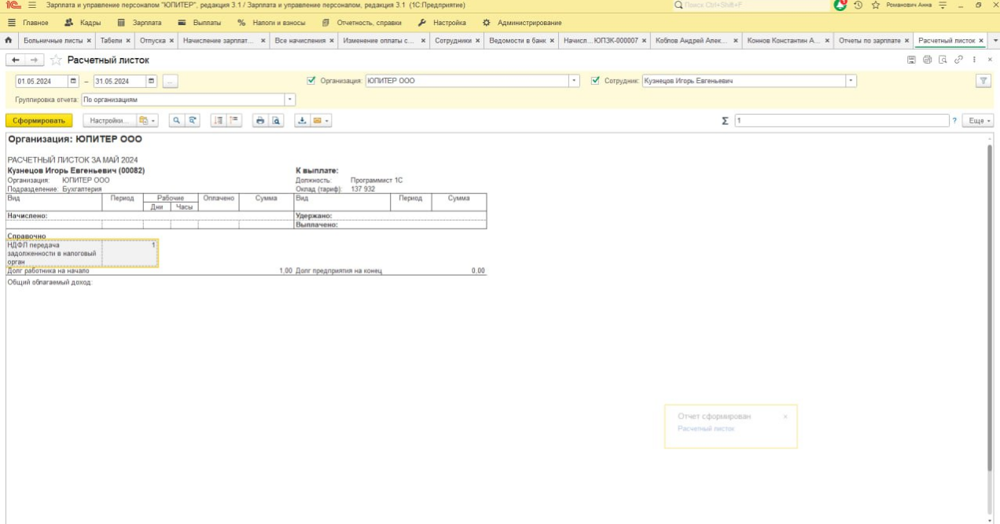 1С Зарплата и управление персоналом "ЮПИТЕР", редакция 3.1 / Зарплата и управление персоналом, редакция 3.1 (1С:Предприятие) Поиск Ctrl+Shift+F 1 Романович Анна
Главное Кадры Зарплата Выплаты % Налоги и взносы Отчетность, справки Настройка Администрирование
Больничные листы × Табели × Отпуска × Начисление зарплат... × Все начисления × Изменение оплаты с... × Сотрудники × Ведомости в банк × Начисл...ЮПЗК-000007 × Коблов Андрей Алек... × Коннов Константин А... × Отчеты по зарплате × Расчетный листок ×
Расчетный листок
01.05.2024 – 31.05.2024 ... Организация: ЮПИТЕР ООО Сотрудник: Кузнецов Игорь Евгеньевич
Группировка отчета: По организациям
Сформировать Настройки... Σ 1 ? Еще
Организация: ЮПИТЕР ООО
РАСЧЕТНЫЙ ЛИСТОК ЗА МАЙ 2024
Кузнецов Игорь Евгеньевич (00082) К выплате:
Организация: ЮПИТЕР ООО Должность: Программист 1С
Подразделение: Бухгалтерия Оклад (тариф): 137 932
Вид Период Рабочие Оплачено Сумма Вид Период Сумма
Дни Часы
Начислено: Удержано:
Выплачено:
Справочно
НДФЛ передача 1
задолженности в налоговый
орган
Долг работника на начало 1,00 Долг предприятия на конец 0,00
Общий облагаемый доход:
Отчет сформирован ×
Расчетный листок